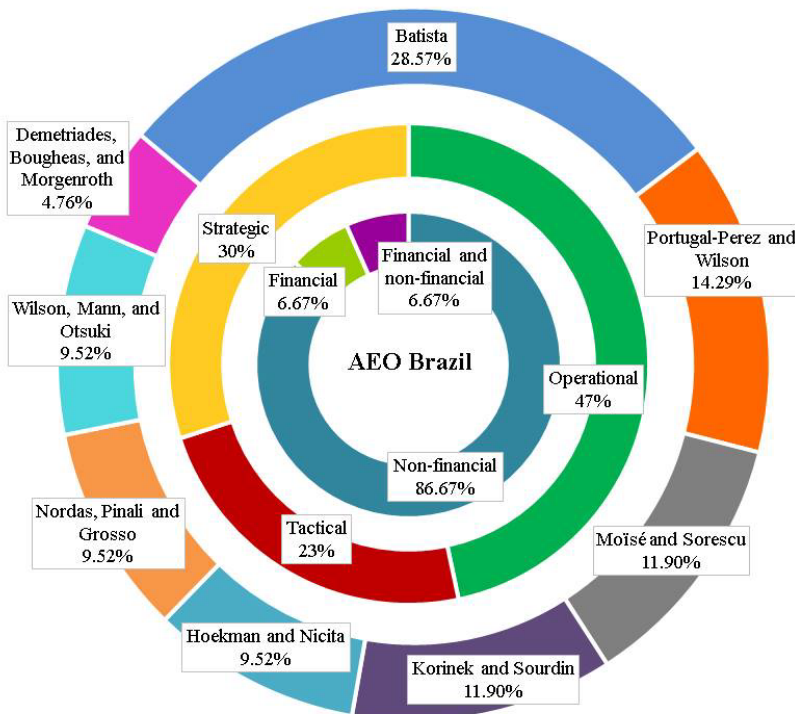 Batista
28.57%
Demetriades,
Bougheas, and
Morgenroth
4.76%
Portugal-Perez and
Wilson
14.29%
Strategic
30%
Financial
6.67%
Financial and
non-financial
6.67%
Wilson, Mann, and
Otsuki
9.52%
AEO Brazil
Operational
47%
Non-financial
86.67%
Nordas, Pinali and
Grosso
9.52%
Tactical
23%
Moïsé and Sorescu
11.90%
Hoekman and Nicita
9.52%
Korinek and Sourdin
11.90%